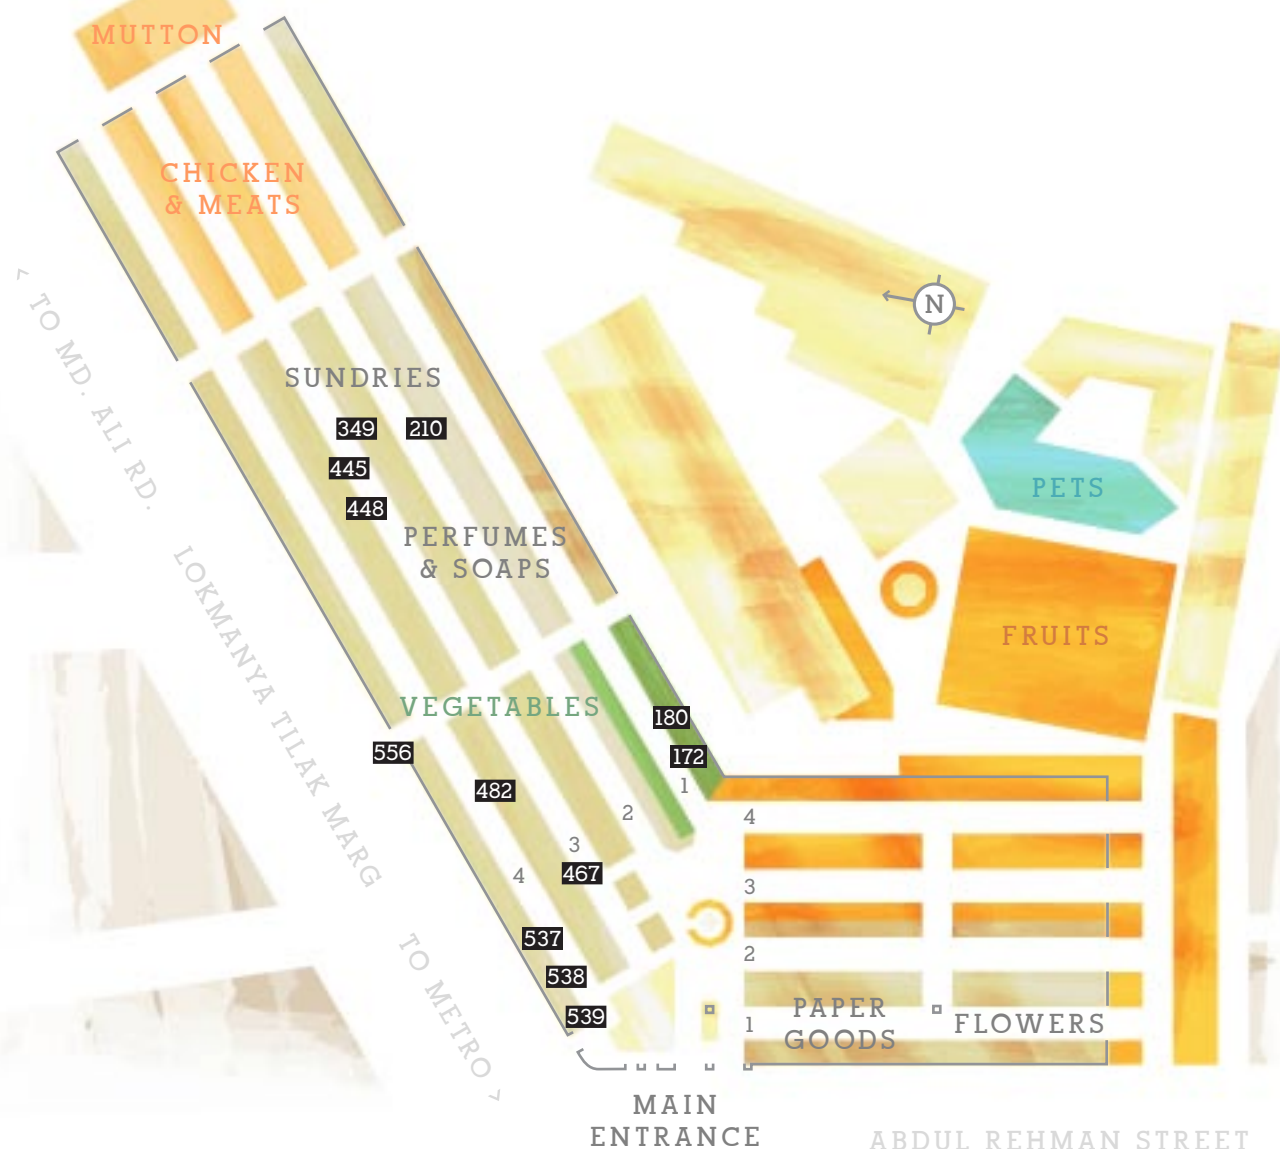 MUTTON
CHICKEN
& MEATS
N
< TO MD. ALI RD.
SUNDRIES
349
210
445
448
PETS
PERFUMES
& SOAPS
FRUITS
LOKMANYA TILAK MARG
VEGETABLES
180
556
172
482
1
2
4
3
467
4
3
537
2
538
539
1
PAPER
GOODS
FLOWERS
TO METRO >
MAIN
ENTRANCE
ABDUL REHMAN STREET